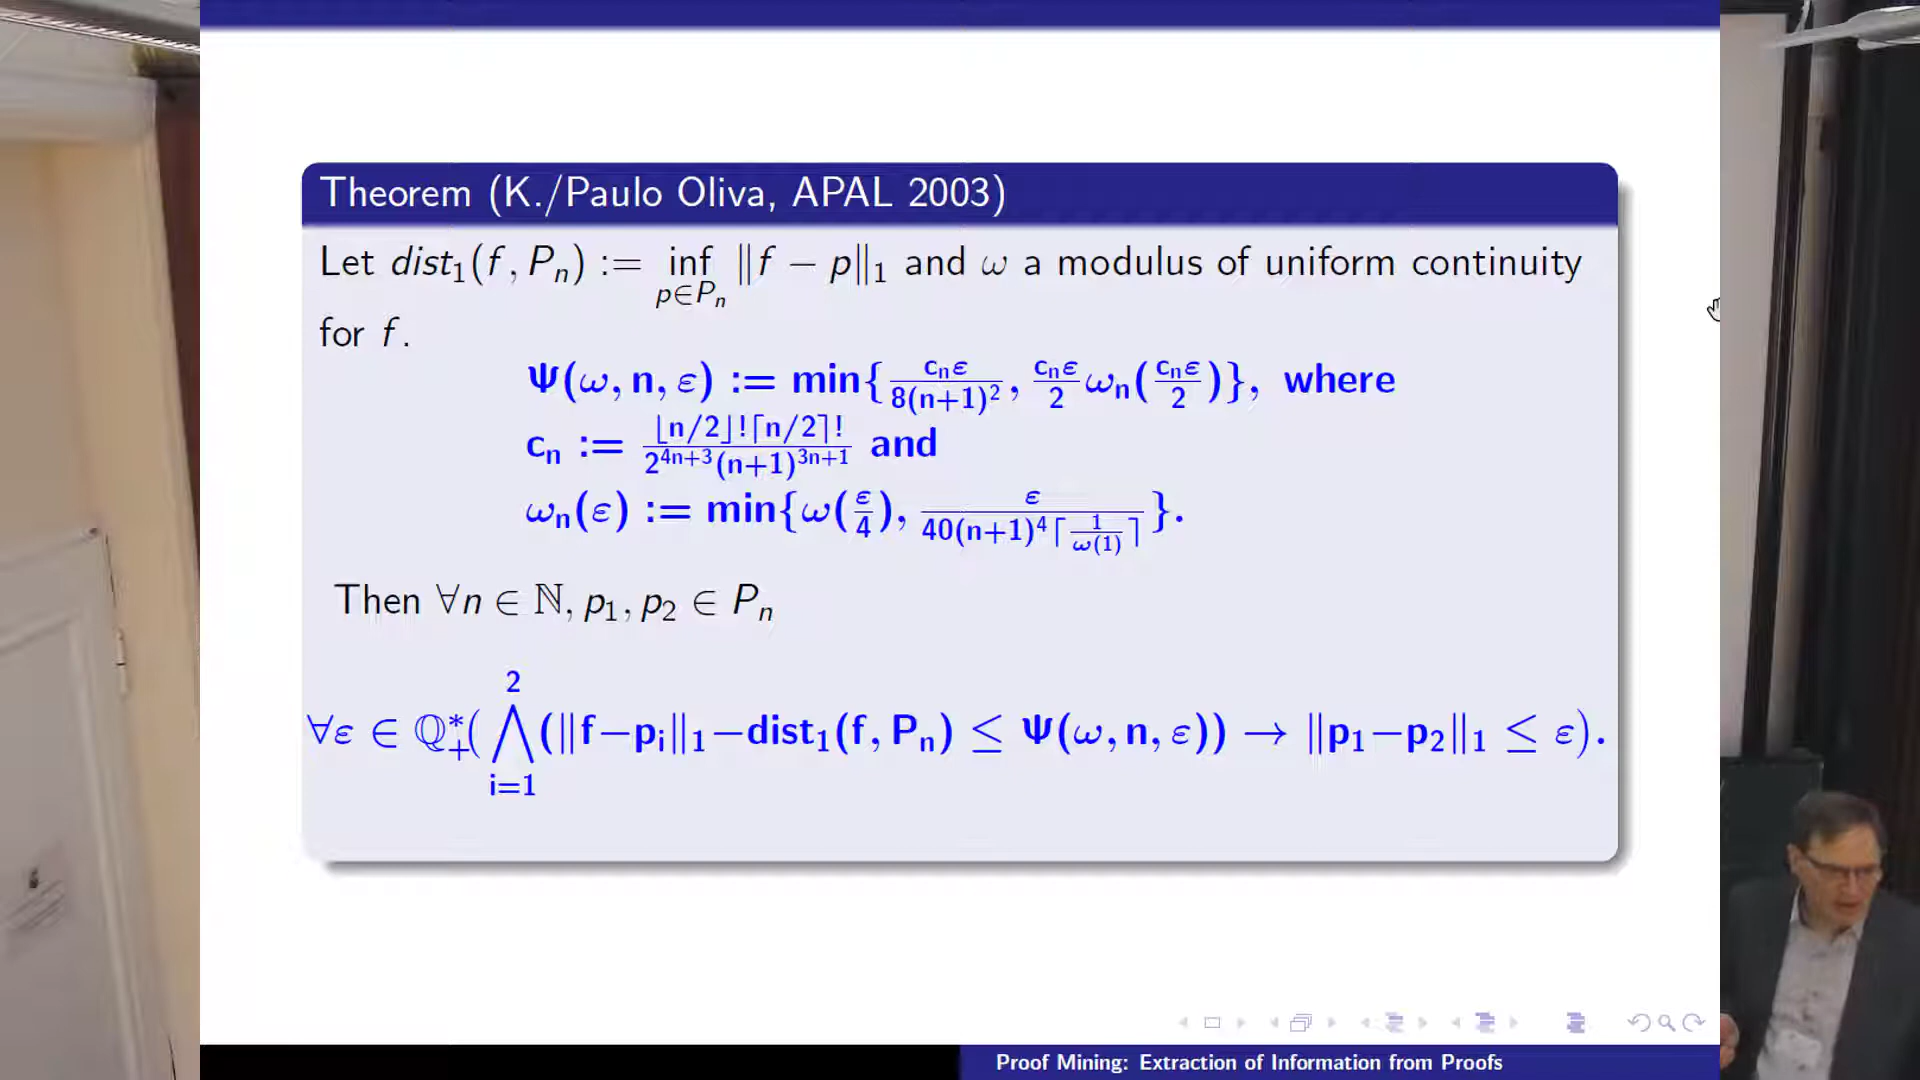 Theorem (K./Paulo Oliva, APAL 2003)
Let dist₁(f, Pₙ) := inf_{p∈Pₙ} ‖f − p‖₁ and ω a modulus of uniform continuity
for f.
Ψ(ω, n, ε) := min{ cₙε / 8(n+1)², cₙε/2 ωₙ(cₙε/2)}, where
cₙ := ⌊n/2⌋!⌈n/2⌉! / 2⁴ⁿ⁺³(n+1)³ⁿ⁺¹ and
ωₙ(ε) := min{ω(ε/4), ε / 40(n+1)⁴⌈1/ω(1)⌉}.
Then ∀n ∈ ℕ, p₁, p₂ ∈ Pₙ
∀ε ∈ ℚ*₊( ⋀_{i=1}^{2} (‖f−pᵢ‖₁−dist₁(f, Pₙ) ≤ Ψ(ω, n, ε)) → ‖p₁−p₂‖₁ ≤ ε).
Proof Mining: Extraction of Information from Proofs